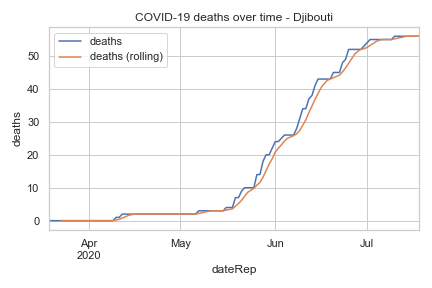 COVID-19 deaths over time - Djibouti
deaths
deaths (rolling)
50
40
30
20
10
0
deaths
Apr
2020
May
Jun
Jul
dateRep